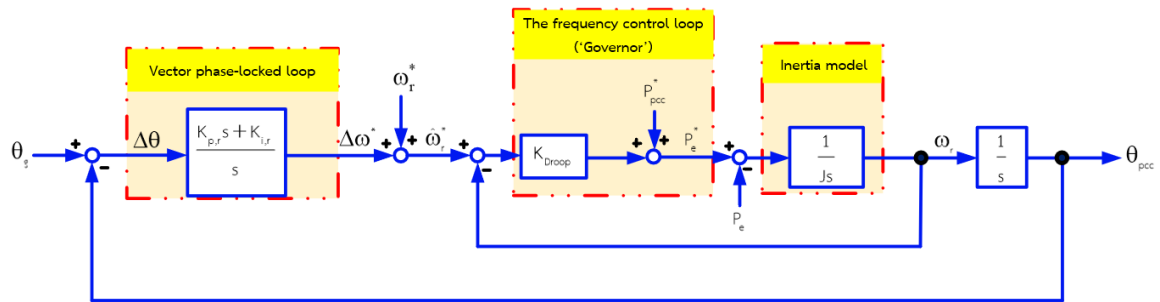 The frequency control loop
('Governor')
Vector phase-locked loop
Inertia model
ω*r
P*pcc
θg
+
-
Δθ
Kp,r s + Ki,r
s
Δω*
+
+
ω̂*r
+
-
KDroop
+
+
P*e
+
-
Pe
1
Js
ωr
1
s
θpcc